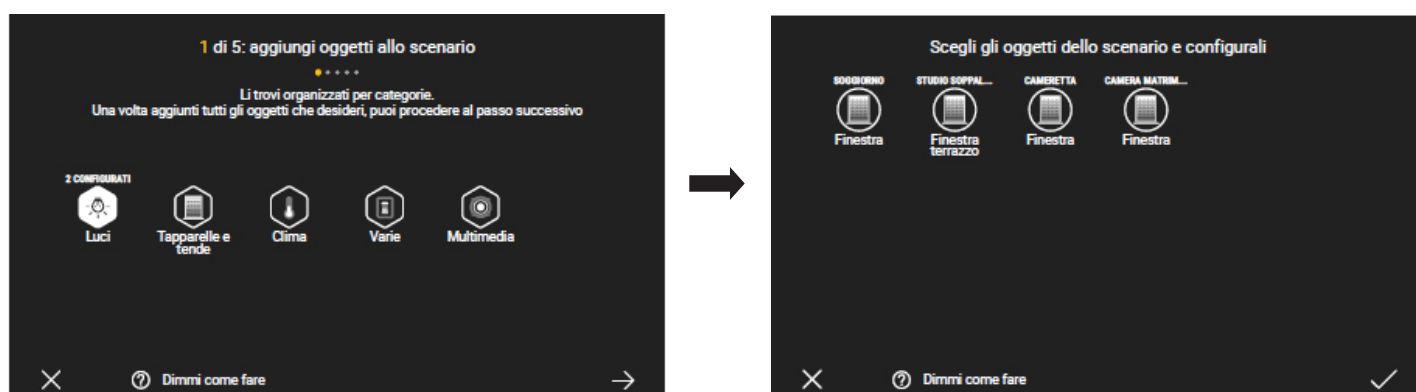 1 di 5: aggiungi oggetti allo scenario
Li trovi organizzati per categorie.
Una volta aggiunti tutti gli oggetti che desideri, puoi procedere al passo successivo
2 CONFIGURATI
Luci
Tapparelle e
tende
Clima
Varie
Multimedia
Dimmi come fare
Scegli gli oggetti dello scenario e configurali
SOGGIORNO
STUDIO SOPPAL...
CAMERETTA
CAMERA MATRIM...
Finestra
Finestra
terrazzo
Finestra
Finestra
Dimmi come fare